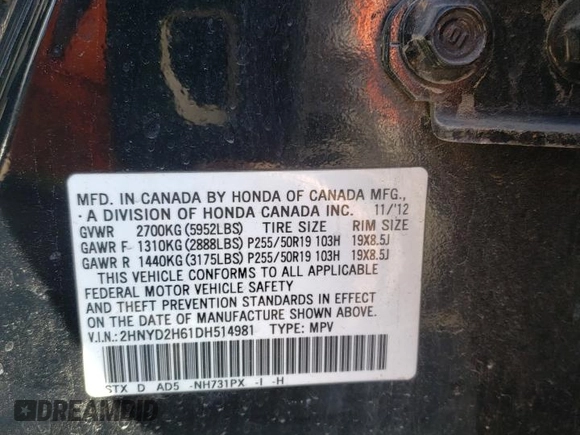 MFD. IN CANADA BY HONDA OF CANADA MFG.,
A DIVISION OF HONDA CANADA INC. 11/'12
GVWR 2700KG (5952LBS) TIRE SIZE RIM SIZE
GAWR F 1310KG (2888LBS) P255/50R19 103H 19X8.5J
GAWR R 1440KG (3175LBS) P255/50R19 103H 19X8.5J
THIS VEHICLE CONFORMS TO ALL APPLICABLE
FEDERAL MOTOR VEHICLE SAFETY
AND THEFT PREVENTION STANDARDS IN EFFECT
ON THE DATE OF MANUFACTURE SHOWN ABOVE.
V.I.N.:2HNYD2H61DH514981 TYPE: MPV
STX D AD5 -NH731PX -I -H
DREAMBID